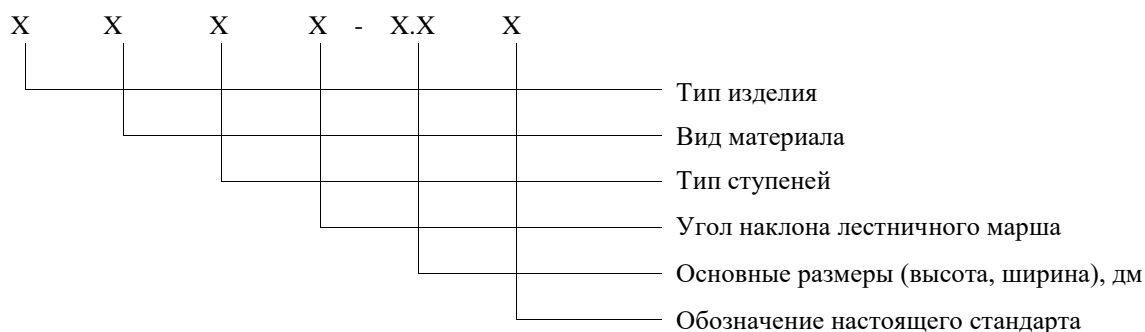 X X X X - X.X X
Тип изделия
Вид материала
Тип ступеней
Угол наклона лестничного марша
Основные размеры (высота, ширина), дм
Обозначение настоящего стандарта